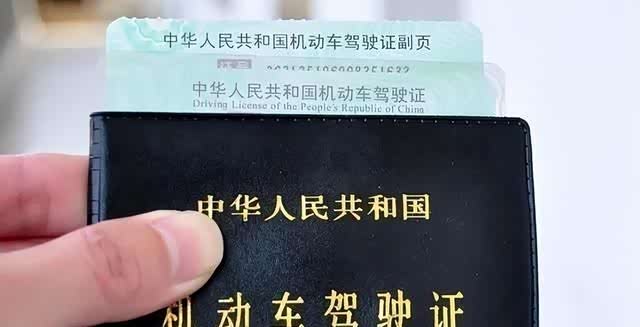 中华人民共和国机动车驾驶证副页
证号
中华人民共和国机动车驾驶证
Driving License of the People's Republic of China
中华人民共和国
机动车驾驶证